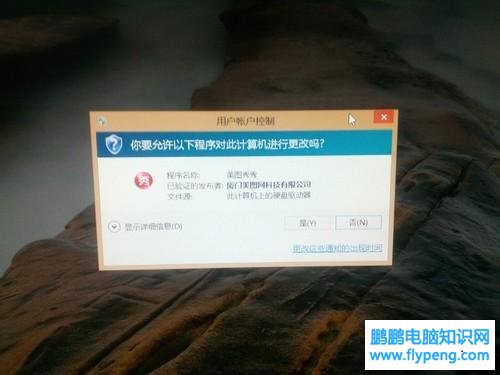 用户帐户控制
你要允许以下程序对此计算机进行更改吗?
秀
程序名称: 美图秀秀
已验证的发布者: 厦门美图网科技有限公司
文件源: 此计算机上的硬盘驱动器
显示详细信息(D)
是(Y)
否(N)
更改这些通知的出现时间
鹏鹏电脑知识网
www.flypeng.com